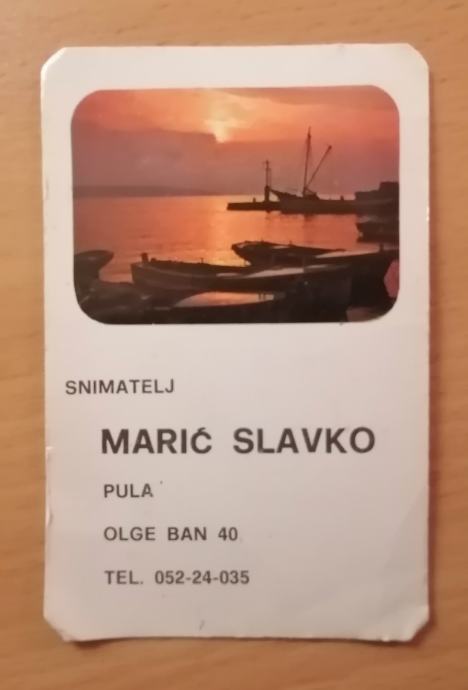 SNIMATELJ
MARIĆ SLAVKO
PULA
OLGE BAN 40
TEL. 052-24-035